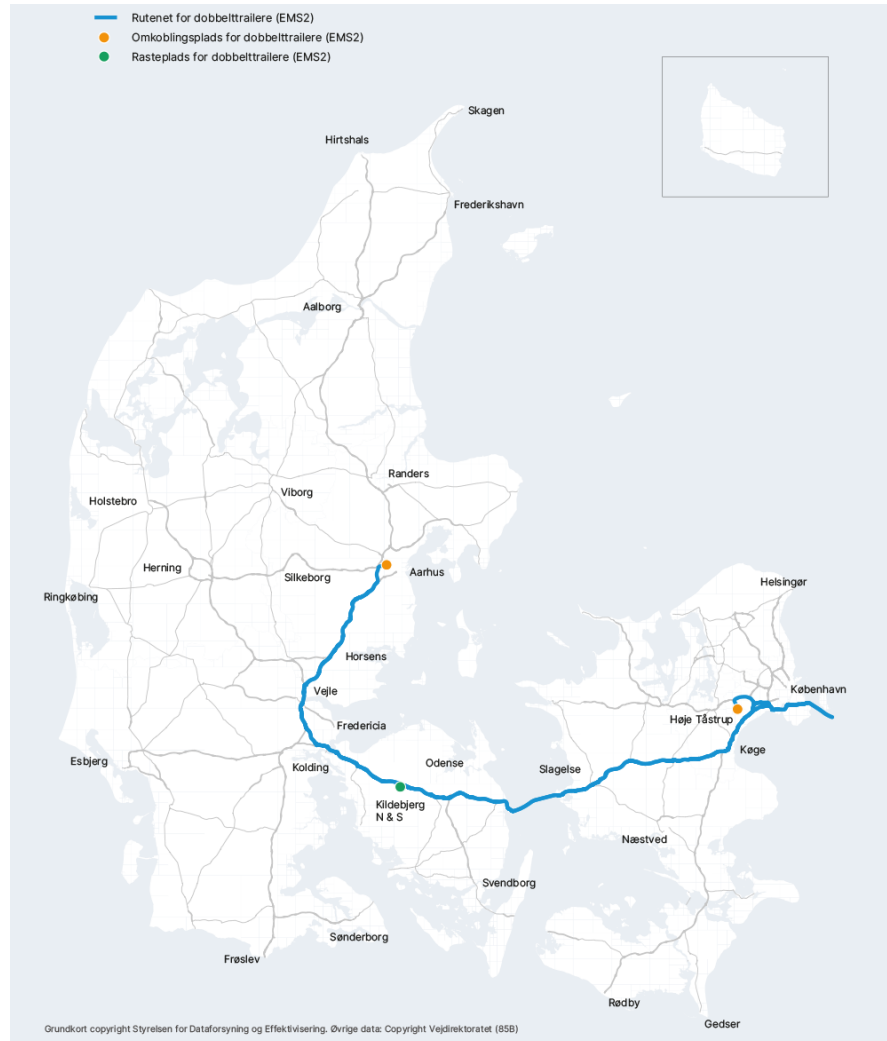 Rutenet for dobbelttrailere (EMS2)
Omkoblingsplads for dobbelttrailere (EMS2)
Rasteplads for dobbelttrailere (EMS2)
Skagen
Hirtshals
Frederikshavn
Aalborg
Randers
Viborg
Holstebro
Herning
Silkeborg
Aarhus
Helsingør
Ringkøbing
Horsens
København
Vejle
Høje Tåstrup
Fredericia
Køge
Esbjerg
Kolding
Odense
Slagelse
Kildebjerg
N & S
Næstved
Svendborg
Sønderborg
Frøslev
Rødby
Gedser
Grundkort copyright Styrelsen for Dataforsyning og Effektivisering. Øvrige data: Copyright Vejdirektoratet (85B)